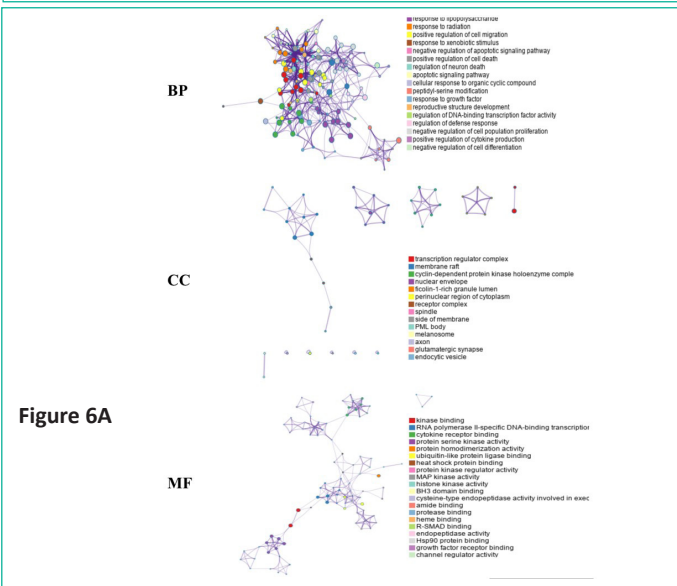 response to lipopolysaccharide
response to radiation
positive regulation of cell migration
BP
response to xenobiotic stimulus
negative regulation of apoptotic signaling pathway
positive regulation of cell death
regulation of neuron death
apoptotic signaling pathway
cellular response to organic cyclic compound
peptidyl-serine modification
response to growth factor
reproductive structure development
regulation of DNA-binding transcription factor activity
regulation of defense response
negative regulation of cell population proliferation
positive regulation of cytokine production
negative regulation of cell differentiation
CC
transcription regulator complex
membrane raft
cyclin-dependent protein kinase holoenzyme comple
nuclear envelope
ficolin-1-rich granule lumen
perinuclear region of cytoplasm
receptor complex
spindle
side of membrane
PML body
melanosome
axon
glutamatergic synapse
endocytic vesicle
Figure 6A
MF
kinase binding
RNA polymerase II-specific DNA-binding transcription
cytokine receptor binding
protein serine kinase activity
protein homodimerization activity
ubiquitin-like protein ligase binding
heat shock protein binding
protein kinase regulator activity
MAP kinase activity
histone kinase activity
BH3 domain binding
cysteine-type endopeptidase activity involved in exec
amide binding
protease binding
heme binding
R-SMAD binding
endopeptidase activity
Hsp90 protein binding
growth factor receptor binding
channel regulator activity